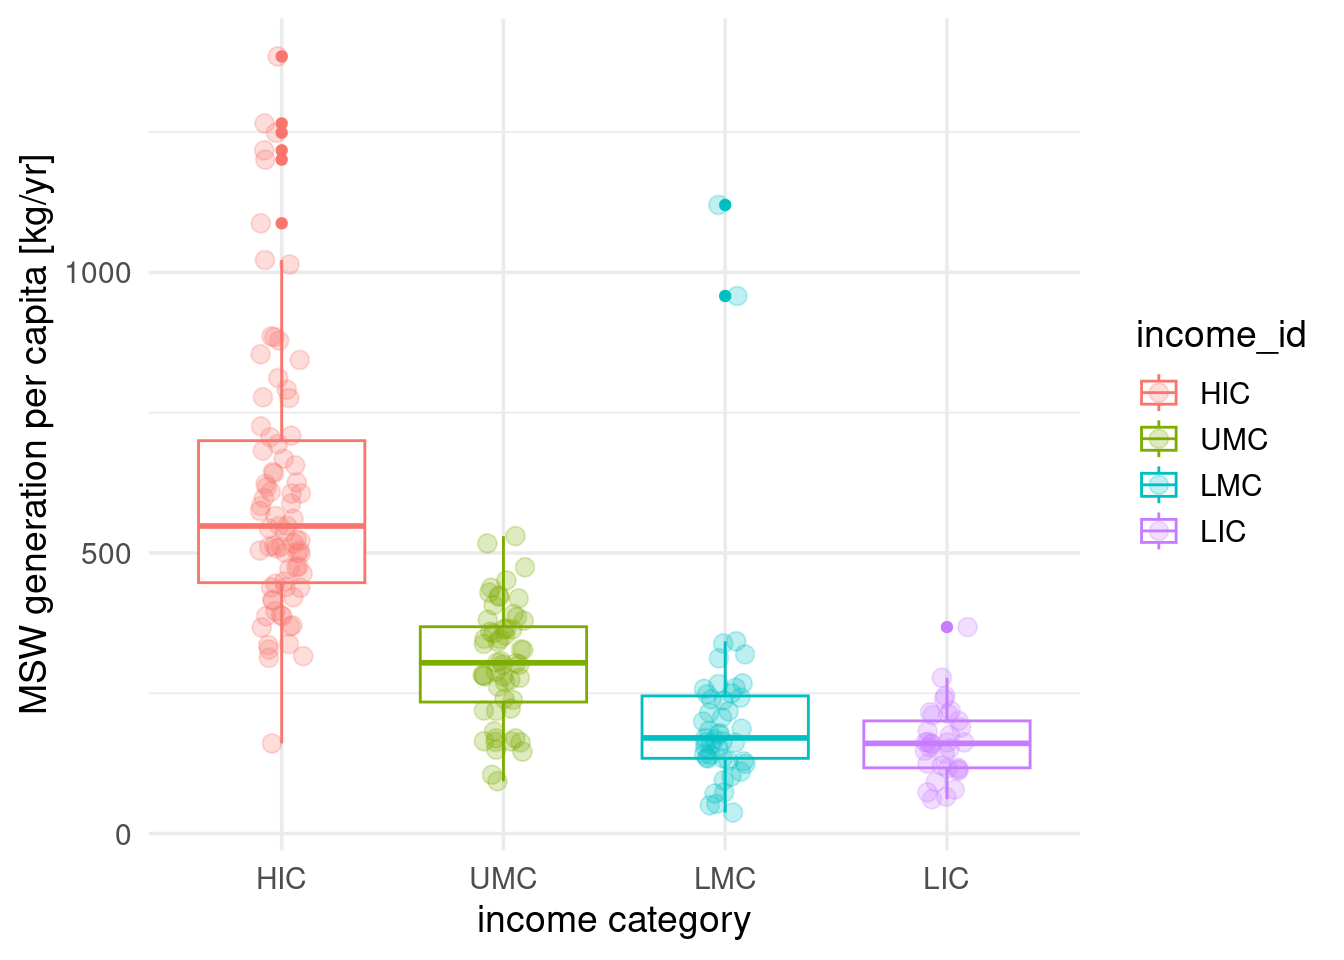 MSW generation per capita [kg/yr]
1000
500
0
HIC
UMC
LMC
LIC
income category
income_id
HIC
UMC
LMC
LIC